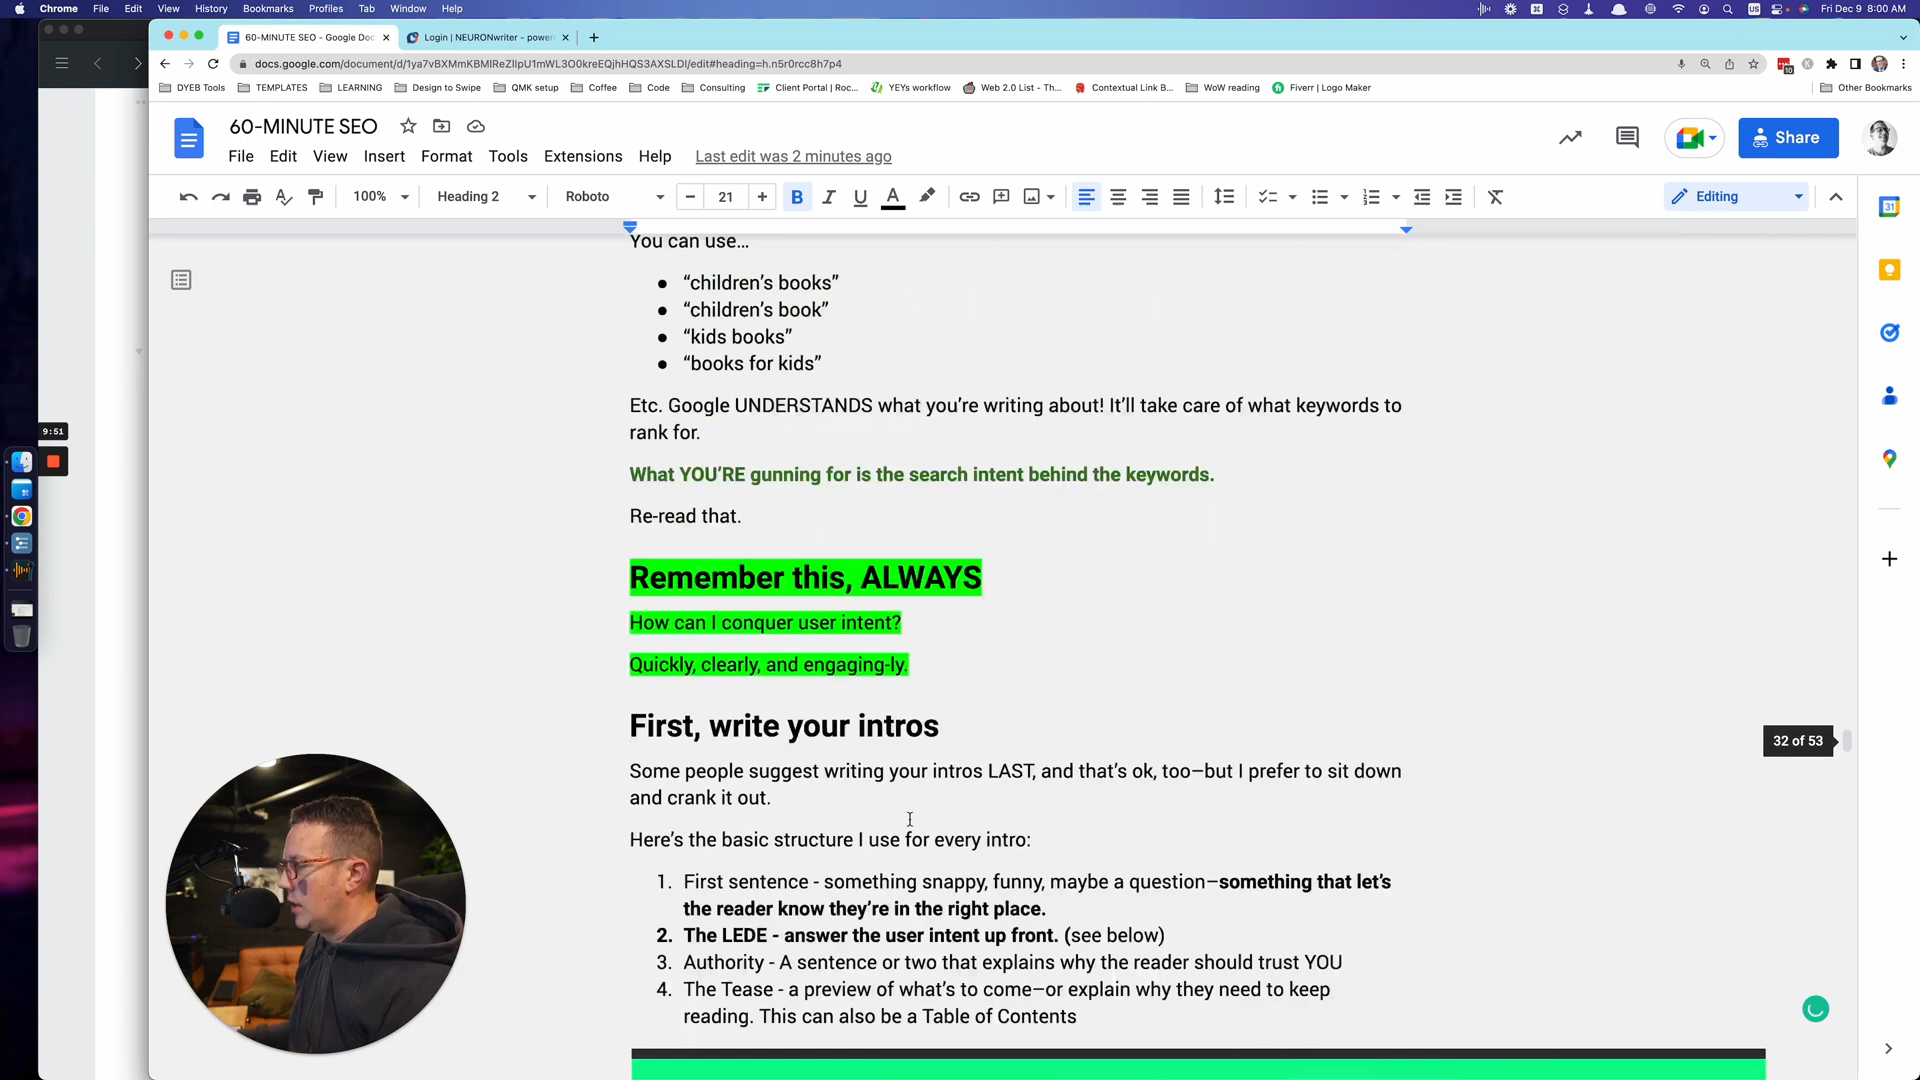 Chrome File Edit View History Bookmarks Profiles Tab Window Help US Fri Dec 9 8:00 AM
60-MINUTE SEO - Google Doc Login | NEURONwriter - power
docs.google.com/document/d/1ya7vBXMmKBMlReZIlpU1mWL3O0kreEQjhHQS3AXSLDI/edit#heading=h.n5r0rcc8h7p4 10
DYEB Tools TEMPLATES LEARNING Design to Swipe QMK setup Coffee Code Consulting Client Portal | Roc... YEYs workflow Web 2.0 List - Th... Contextual Link B... WoW reading Fiverr | Logo Maker Other Bookmarks
60-MINUTE SEO
File Edit View Insert Format Tools Extensions Help Last edit was 2 minutes ago
Share
100% Heading 2 Roboto 21 B I U A Editing
31
You can use…
● “children’s books”
● “children’s book”
● “kids books”
● “books for kids”
Etc. Google UNDERSTANDS what you’re writing about! It’ll take care of what keywords to
rank for.
9:51
What YOU’RE gunning for is the search intent behind the keywords.
Re-read that.
Remember this, ALWAYS
How can I conquer user intent?
Quickly, clearly, and engaging-ly.
First, write your intros
32 of 53
Some people suggest writing your intros LAST, and that’s ok, too–but I prefer to sit down
and crank it out.
Here’s the basic structure I use for every intro:
1. First sentence - something snappy, funny, maybe a question–something that let’s
the reader know they’re in the right place.
2. The LEDE - answer the user intent up front. (see below)
3. Authority - A sentence or two that explains why the reader should trust YOU
4. The Tease - a preview of what’s to come–or explain why they need to keep
reading. This can also be a Table of Contents